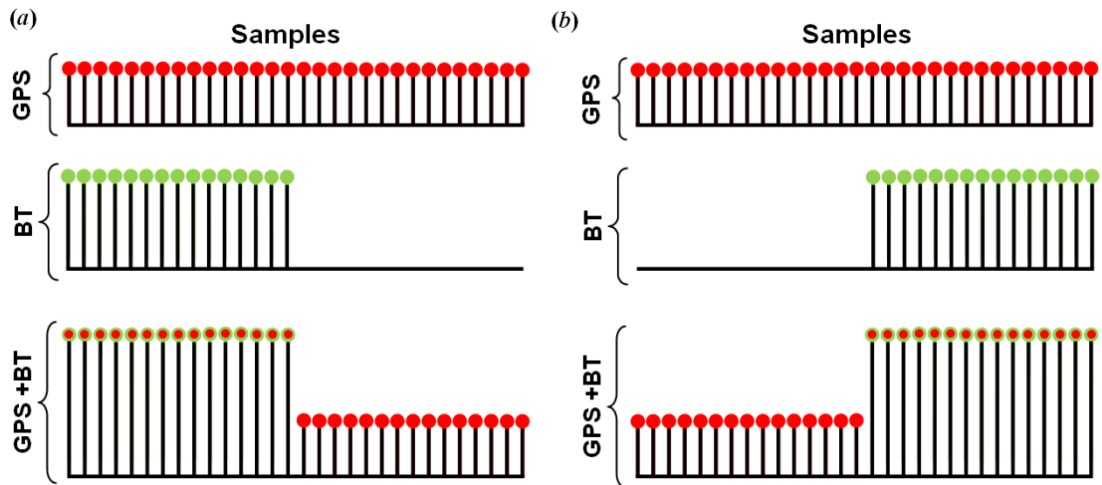 (a)
Samples
GPS
BT
GPS +BT
(b)
Samples
GPS
BT
GPS +BT